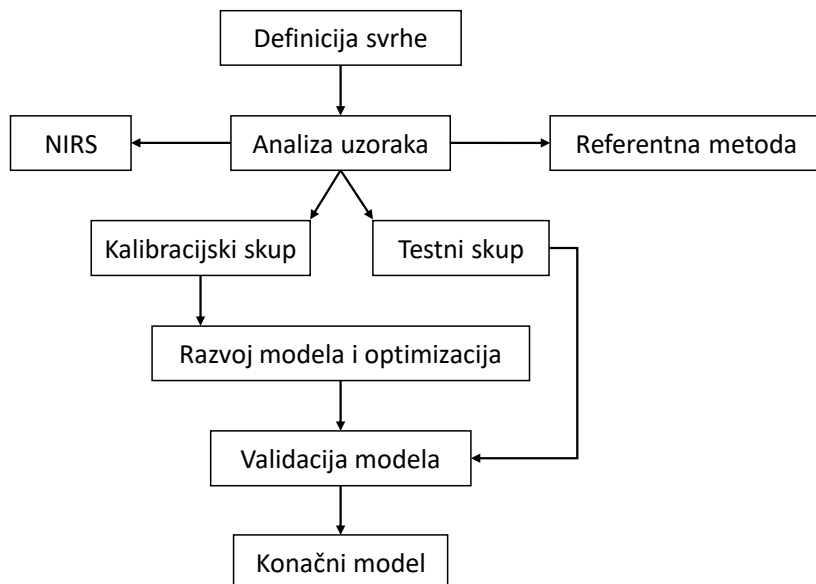 Definicija svrhe
NIRS
Analiza uzoraka
Referentna metoda
Kalibracijski skup
Testni skup
Razvoj modela i optimizacija
Validacija modela
Konačni model